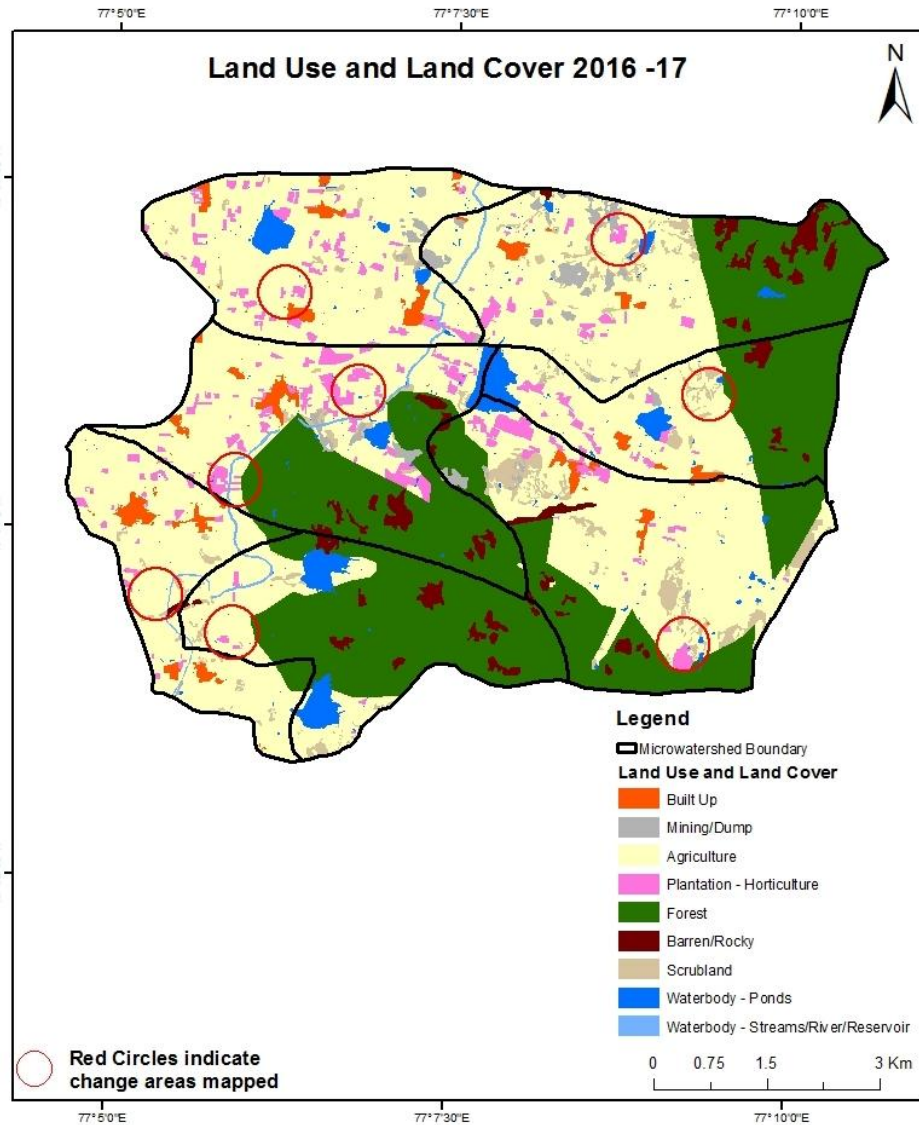 77°5'0"E 77°7'30"E 77°10'0"E
Land Use and Land Cover 2016 -17
N
Legend
Microwatershed Boundary
Land Use and Land Cover
Built Up
Mining/Dump
Agriculture
Plantation - Horticulture
Forest
Barren/Rocky
Scrubland
Waterbody - Ponds
Waterbody - Streams/River/Reservoir
Red Circles indicate
change areas mapped
0 0.75 1.5 3 Km
77°5'0"E 77°7'30"E 77°10'0"E